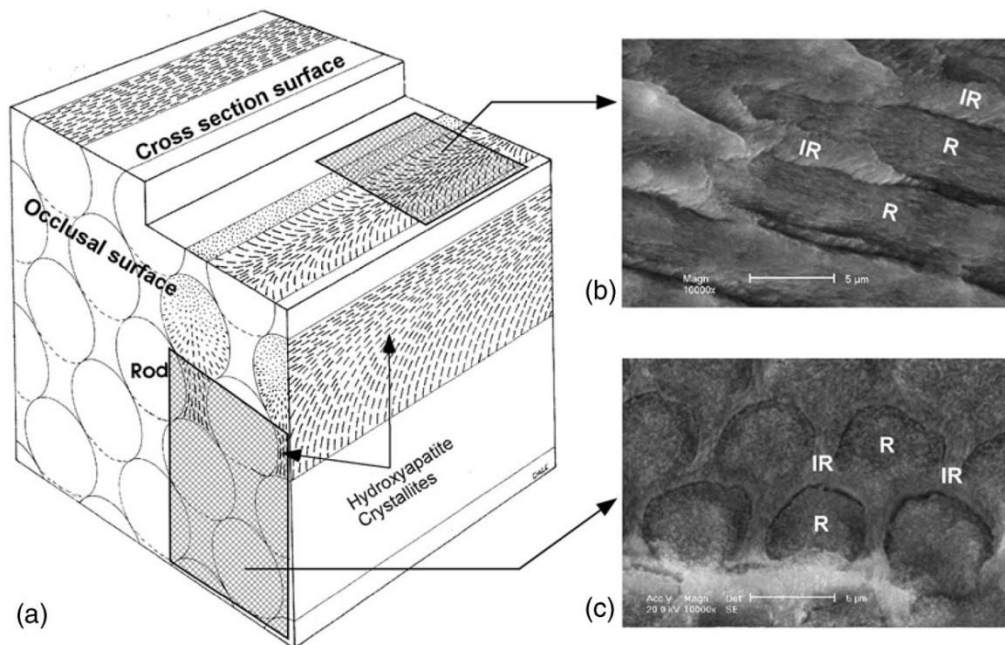 Cross section surface
Occlusal surface
Rod
Hydroxyapatite
Crystallites
(a)
IR
IR
R
R
Magn
10000x
5 µm
(b)
R
IR
IR
R
Acc.V Magn Det
20.0 kV 10000x SE
5 µm
(c)